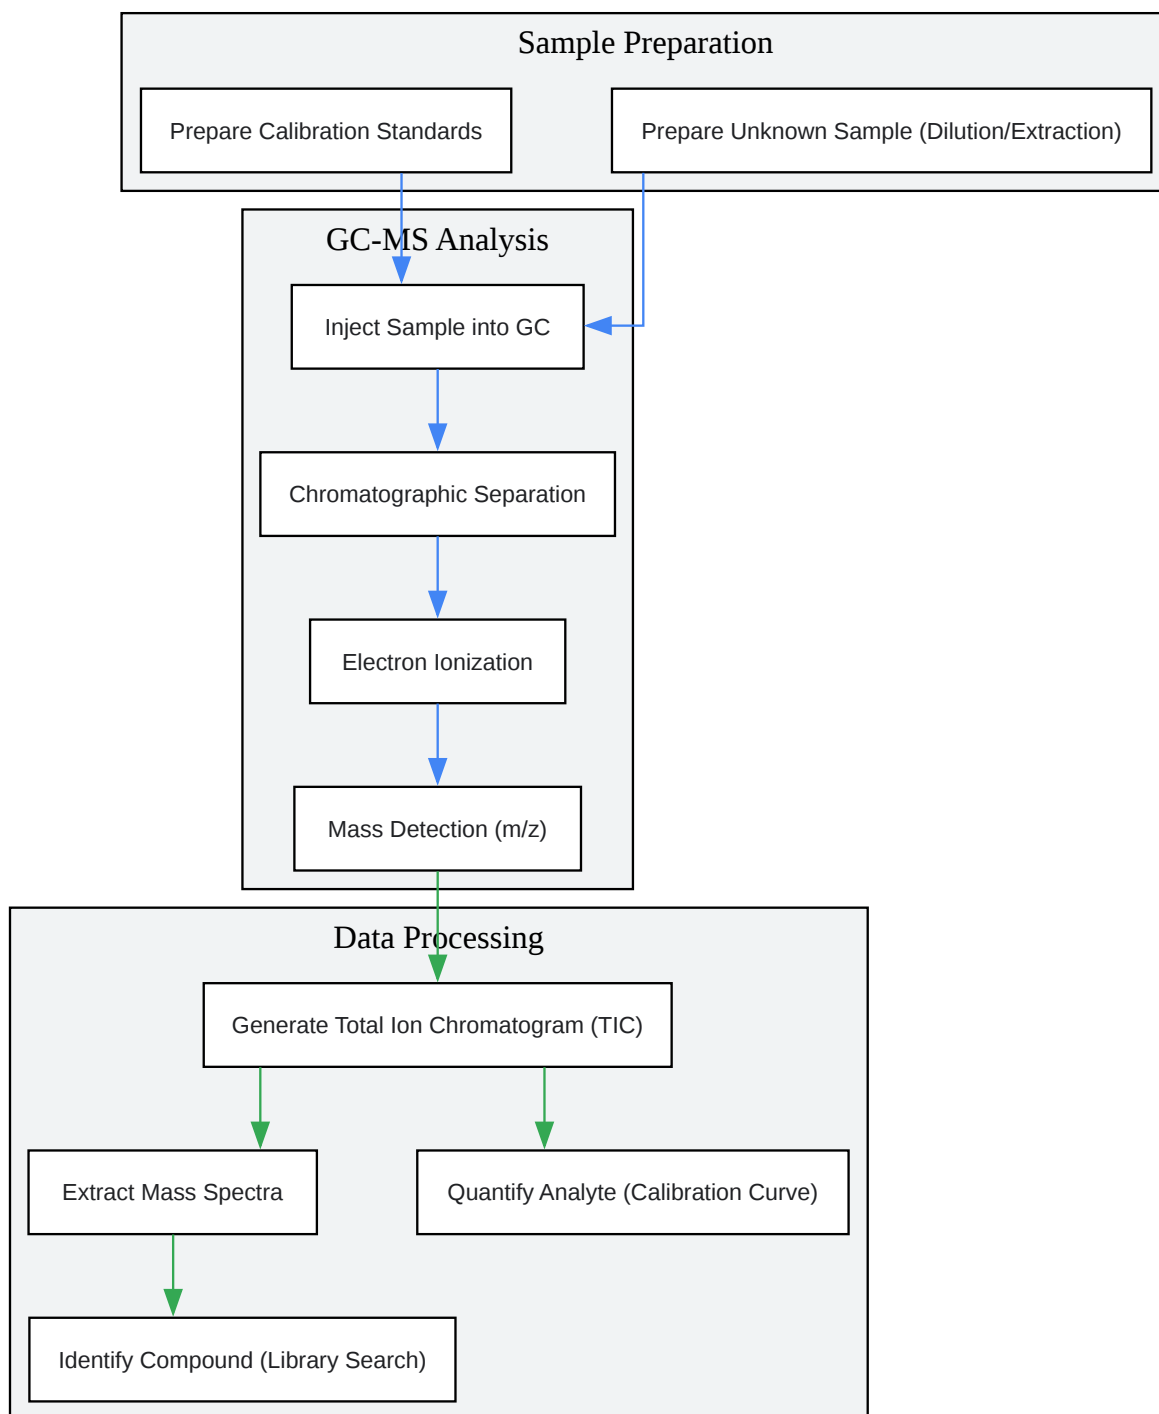 Sample Preparation
Prepare Calibration Standards
Prepare Unknown Sample (Dilution/Extraction)
GC-MS Analysis
Inject Sample into GC
Chromatographic Separation
Electron Ionization
Mass Detection (m/z)
Data Processing
Generate Total Ion Chromatogram (TIC)
Extract Mass Spectra
Quantify Analyte (Calibration Curve)
Identify Compound (Library Search)